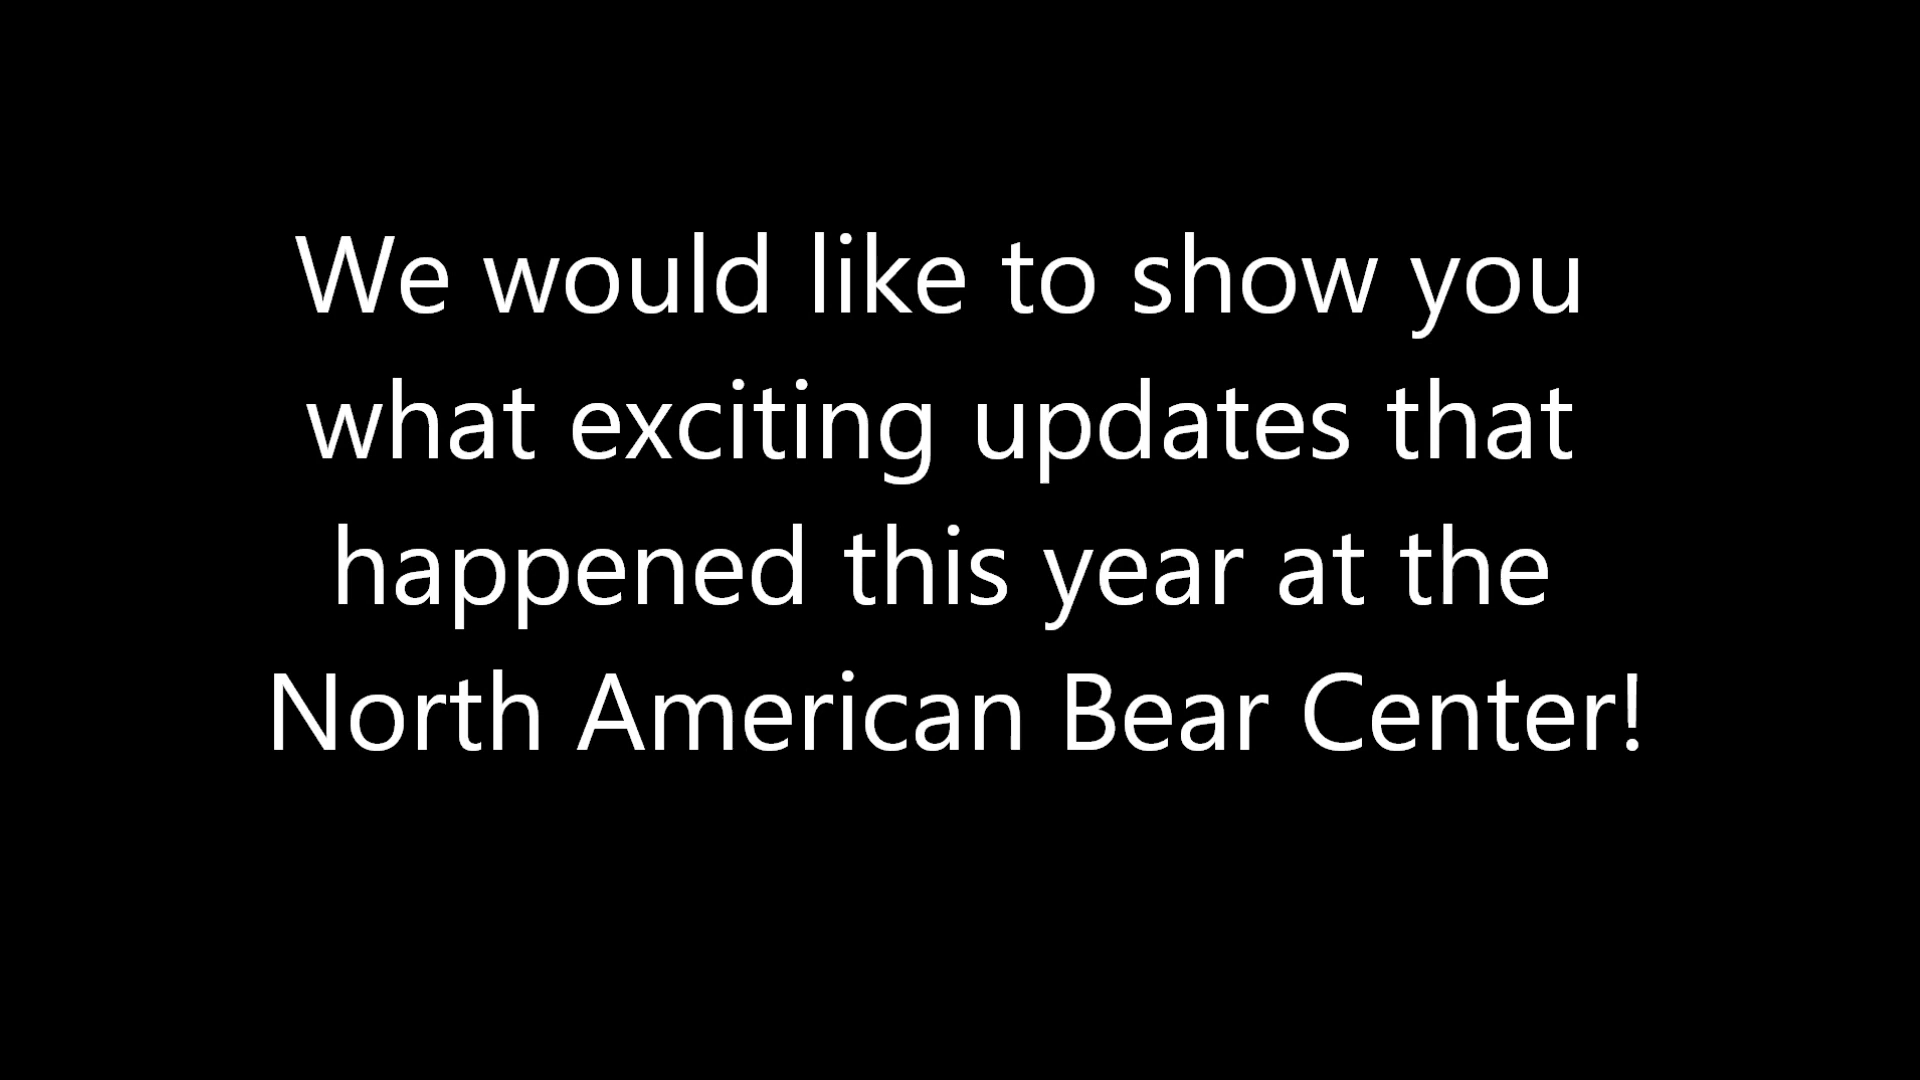 We would like to show you
what exciting updates that
happened this year at the
North American Bear Center!